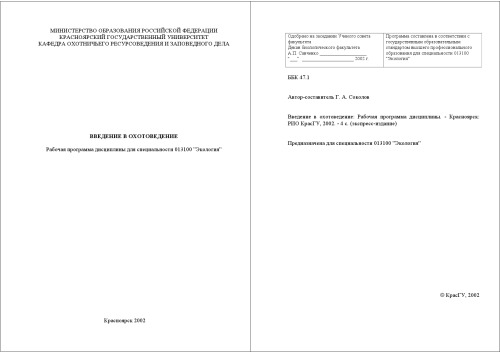 МИНИСТЕРСТВО ОБРАЗОВАНИЯ РОССИЙСКОЙ ФЕДЕРАЦИИ
КРАСНОЯРСКИЙ ГОСУДАРСТВЕННЫЙ УНИВЕРСИТЕТ
КАФЕДРА ОХОТНИЧЬЕГО РЕСУРСОВЕДЕНИЯ И ЗАПОВЕДНОГО ДЕЛА
ВВЕДЕНИЕ В ОХОТОВЕДЕНИЕ
Рабочая программа дисциплины для специальности 013100 "Экология"
Красноярск 2002
Одобрено на заседании Ученого совета
факультета
Декан биологического факультета
А.П. Савченко ____________________
"___"____________________ 2002 г.
Программа составлена в соответствии с
государственным образовательным
стандартом высшего профессионального
образования для специальности 013100
"Экология"
ББК 47.1
Автор-составитель Г. А. Соколов
Введение в охотоведение: Рабочая программа дисциплины. - Красноярск:
РИО КрасГУ, 2002. - 4 с. (экспресс-издание)
Предназначена для специальности 013100 "Экология"
© КрасГУ, 2002